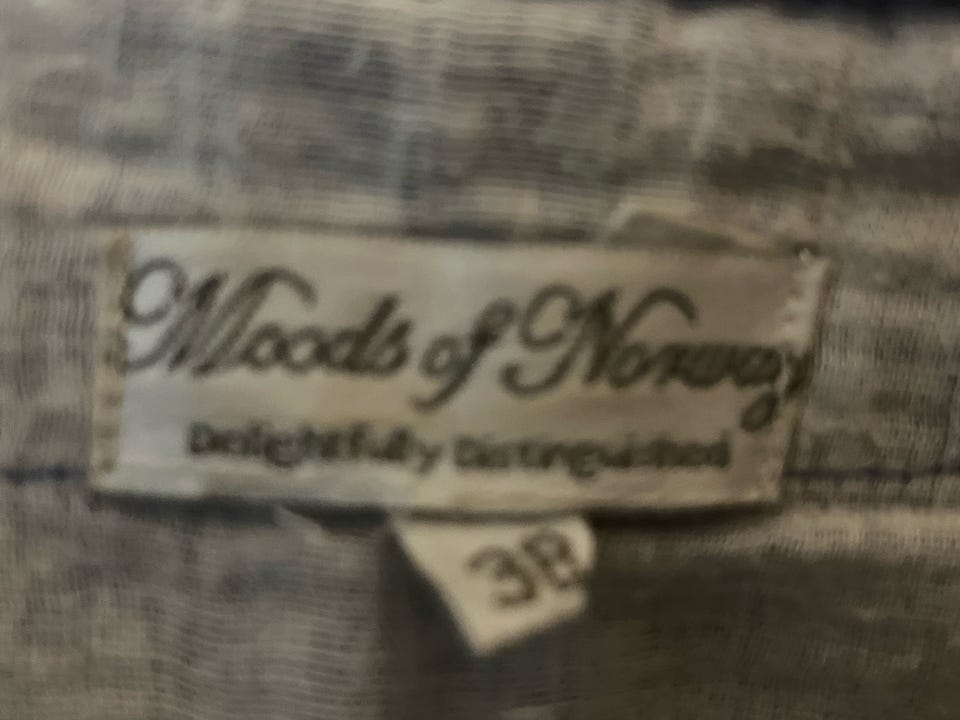 Moods of Norway
Delightfully Distinguished
38